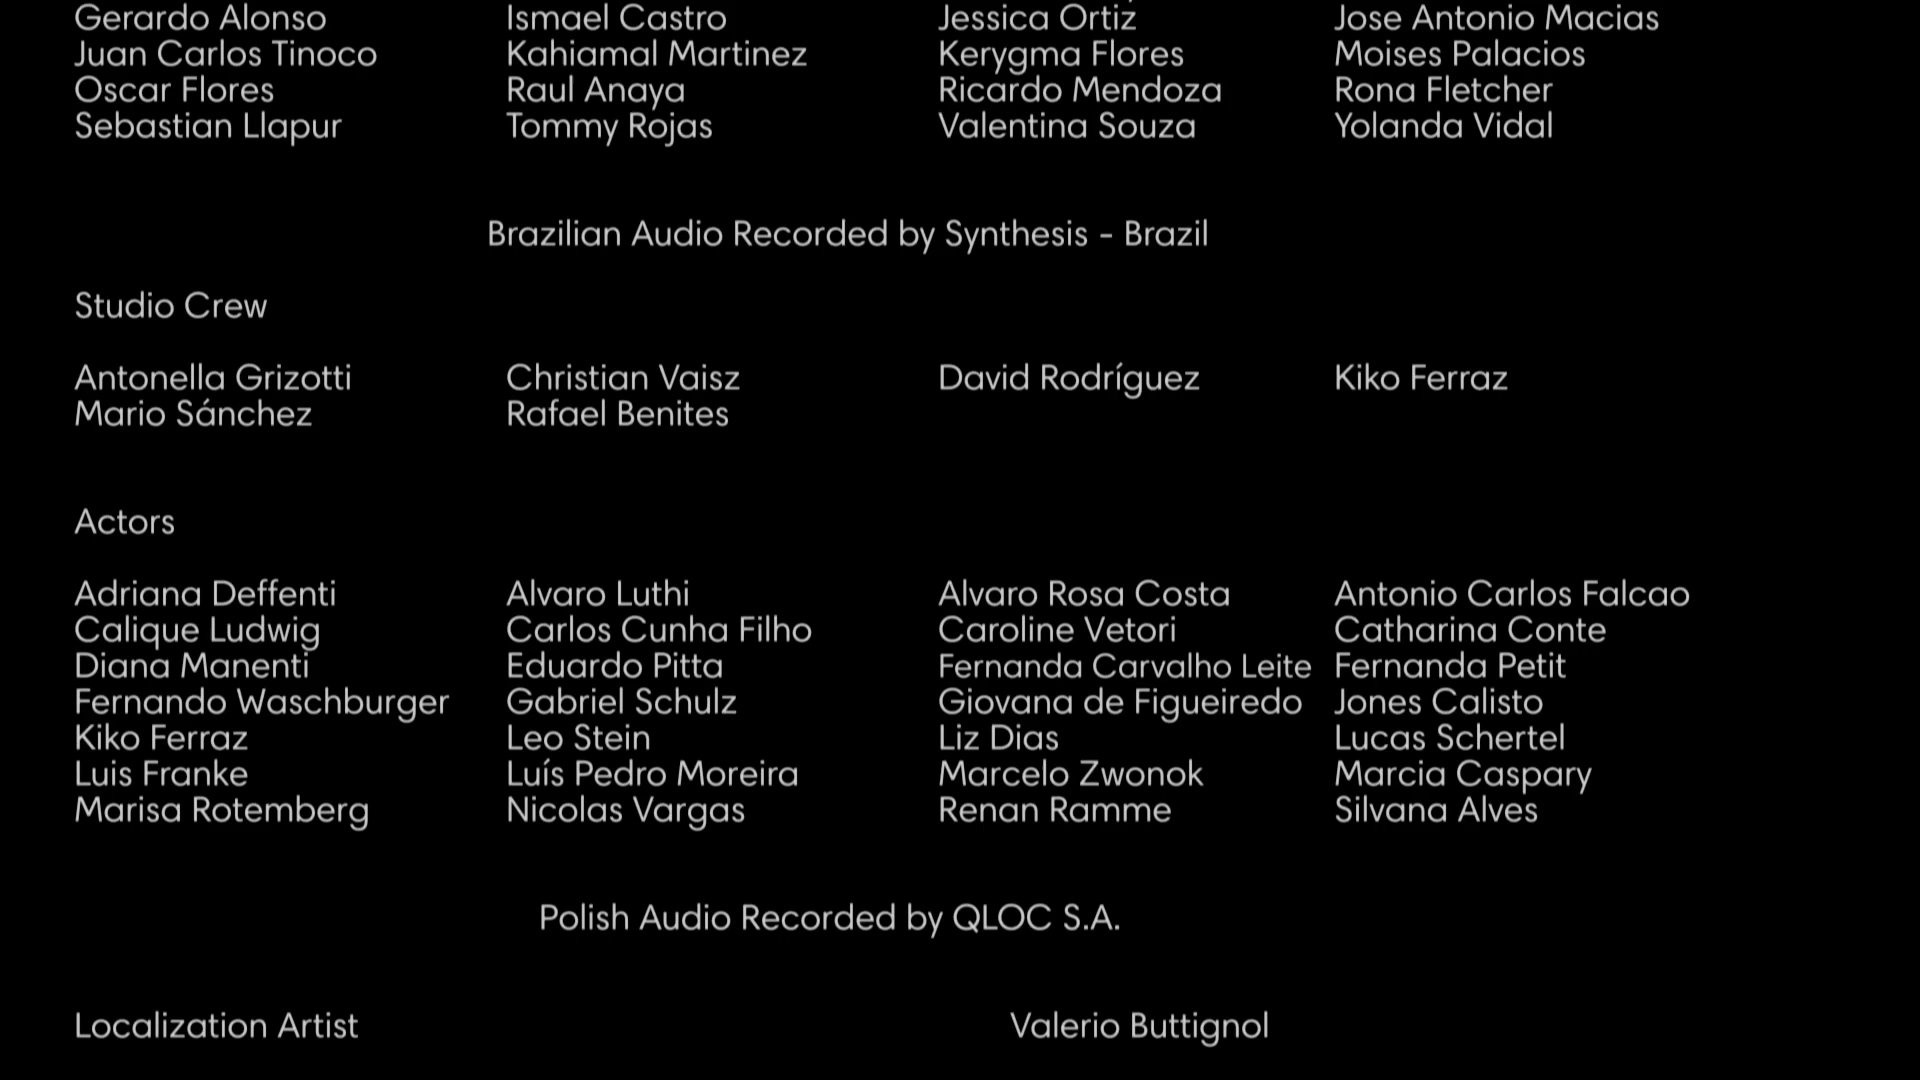 Gerardo Alonso Ismael Castro Jessica Ortiz Jose Antonio Macias
Juan Carlos Tinoco Kahiamal Martinez Kerygma Flores Moises Palacios
Oscar Flores Raul Anaya Ricardo Mendoza Rona Fletcher
Sebastian Llapur Tommy Rojas Valentina Souza Yolanda Vidal
Brazilian Audio Recorded by Synthesis - Brazil
Studio Crew
Antonella Grizotti Christian Vaisz David Rodríguez Kiko Ferraz
Mario Sánchez Rafael Benites
Actors
Adriana Deffenti Alvaro Luthi Alvaro Rosa Costa Antonio Carlos Falcao
Calique Ludwig Carlos Cunha Filho Caroline Vetori Catharina Conte
Diana Manenti Eduardo Pitta Fernanda Carvalho Leite Fernanda Petit
Fernando Waschburger Gabriel Schulz Giovana de Figueiredo Jones Calisto
Kiko Ferraz Leo Stein Liz Dias Lucas Schertel
Luis Franke Luís Pedro Moreira Marcelo Zwonok Marcia Caspary
Marisa Rotemberg Nicolas Vargas Renan Ramme Silvana Alves
Polish Audio Recorded by QLOC S.A.
Localization Artist Valerio Buttignol